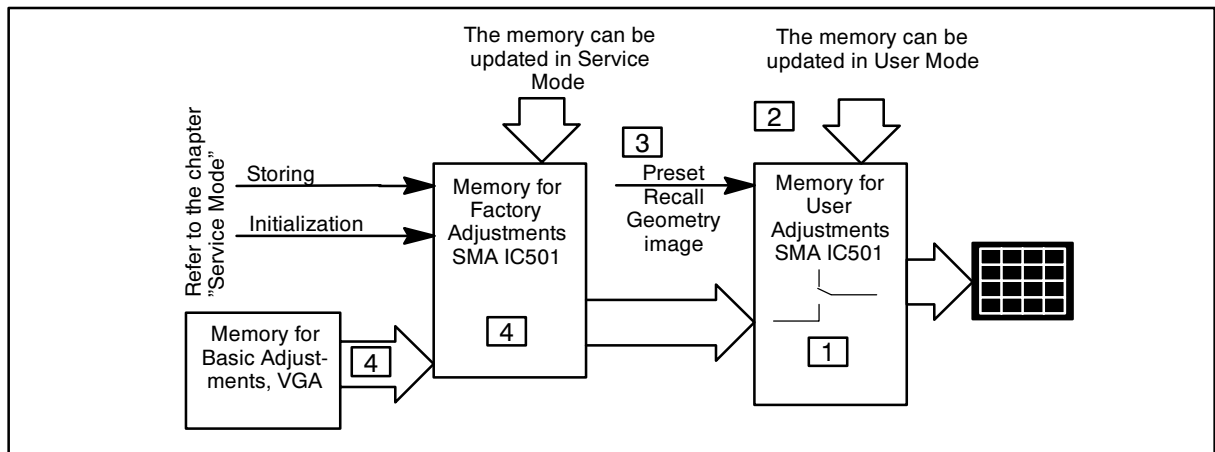 The memory can be
updated in Service
Mode
The memory can be
updated in User Mode
2
3
Refer to the chapter
”Service Mode”
Storing
Initialization
Memory for
Factory
Adjustments
SMA IC501
4
Preset
Recall
Geometry
image
Memory for
User
Adjustments
SMA IC501
1
Memory for
Basic Adjust-
ments, VGA
4